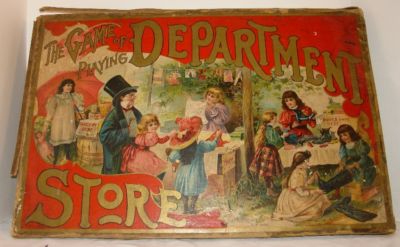 THE GAME OF
PLAYING
DEPARTMENT
STORE